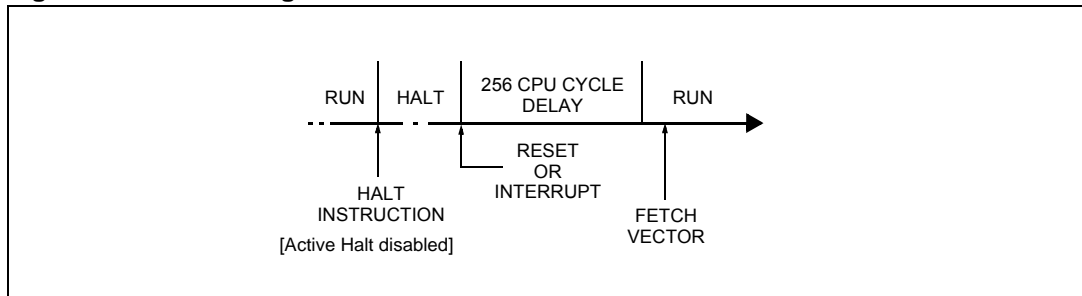 RUN
HALT
256 CPU CYCLE
DELAY
RUN
HALT
INSTRUCTION
[Active Halt disabled]
RESET
OR
INTERRUPT
FETCH
VECTOR